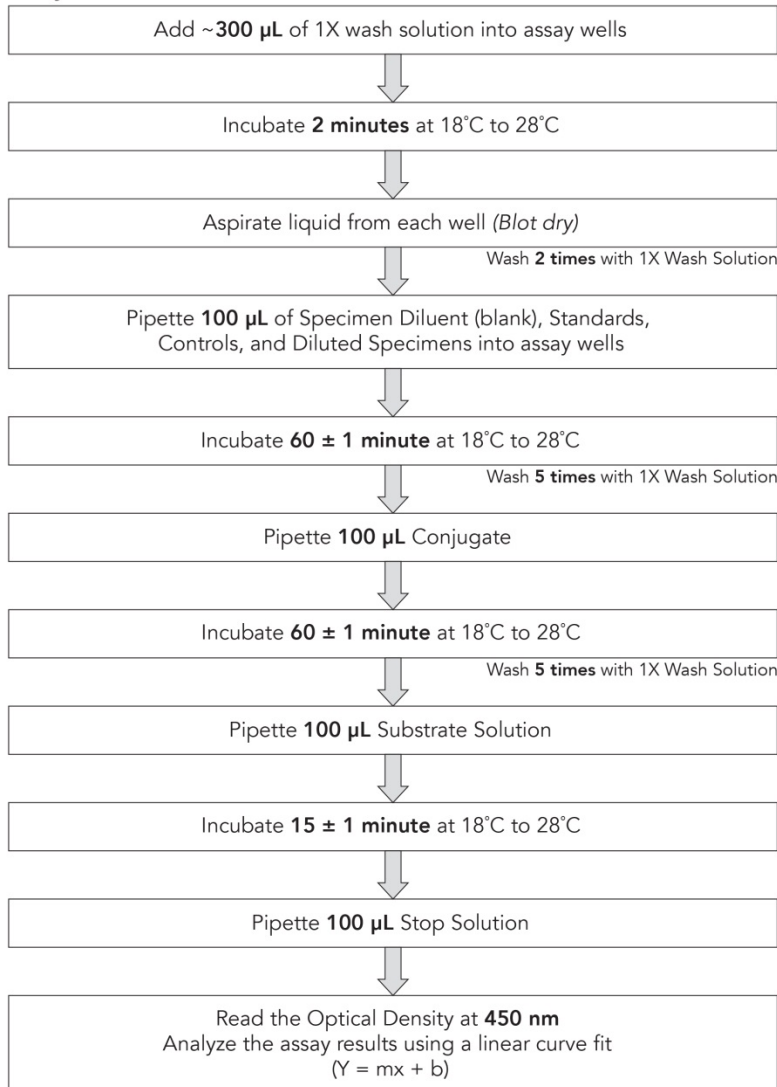 Add ~300 µL of 1X wash solution into assay wells
Incubate 2 minutes at 18°C to 28°C
Aspirate liquid from each well (Blot dry)
Wash 2 times with 1X Wash Solution
Pipette 100 µL of Specimen Diluent (blank), Standards,
Controls, and Diluted Specimens into assay wells
Incubate 60 ± 1 minute at 18°C to 28°C
Wash 5 times with 1X Wash Solution
Pipette 100 µL Conjugate
Incubate 60 ± 1 minute at 18°C to 28°C
Wash 5 times with 1X Wash Solution
Pipette 100 µL Substrate Solution
Incubate 15 ± 1 minute at 18°C to 28°C
Pipette 100 µL Stop Solution
Read the Optical Density at 450 nm
Analyze the assay results using a linear curve fit
(Y = mx + b)